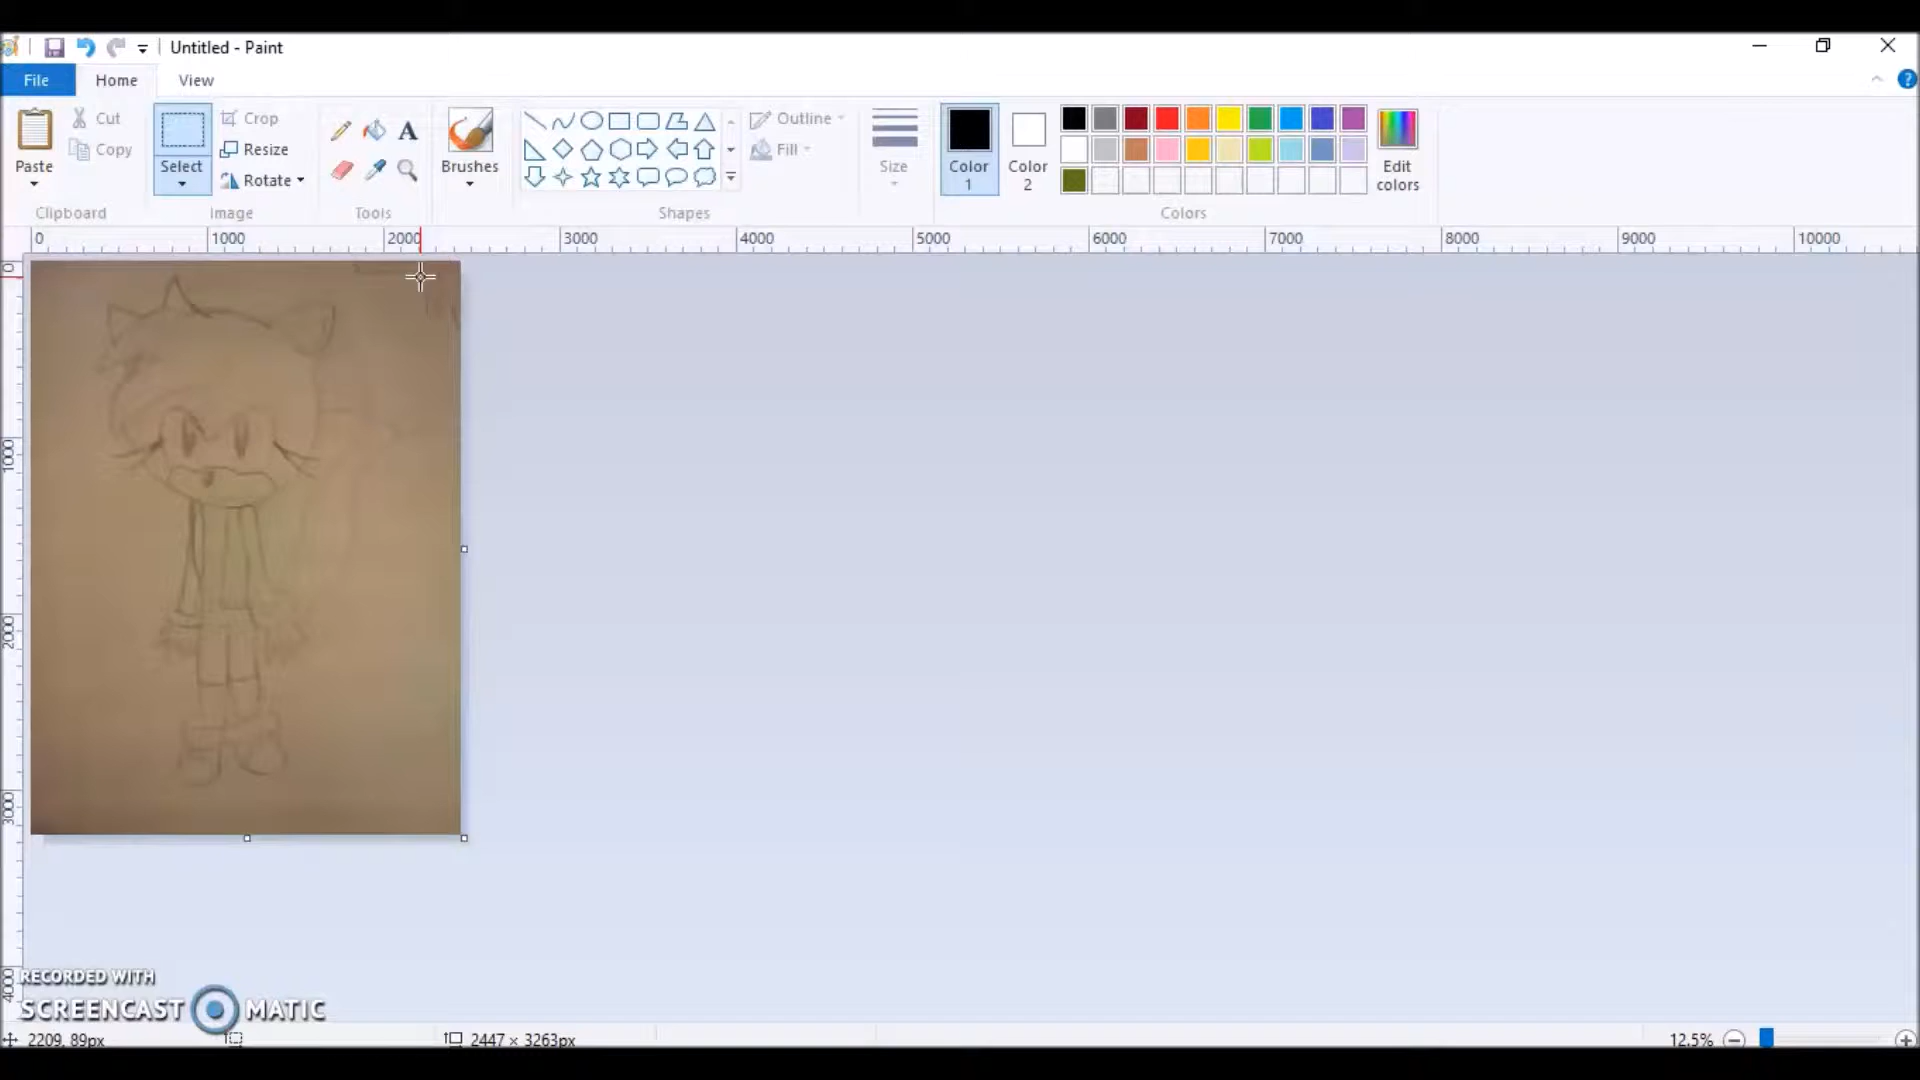 Untitled - Paint
File Home View
Paste
Cut
Copy
Select
Crop
Resize
Rotate
A
Brushes
Outline
Fill
Size
Color 1
Color 2
Edit colors
Clipboard Image Tools Shapes Colors
0 1000 2000 3000 4000 5000 6000 7000 8000 9000 10000
0
1000
2000
3000
4000
RECORDED WITH
SCREENCAST MATIC
2209, 89px 2447 × 3263px 12.5%